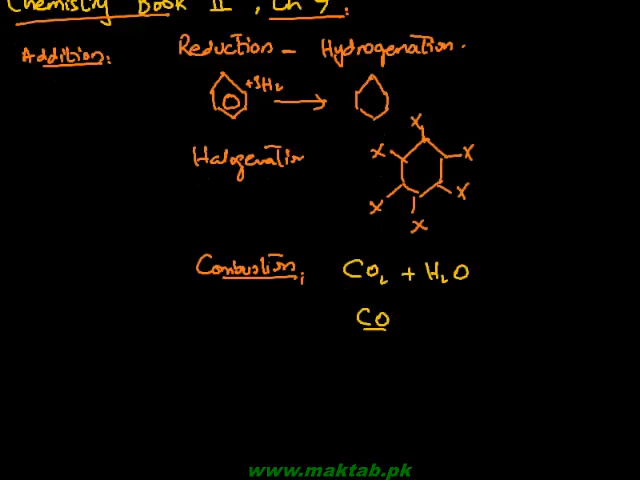 Chemistry Book II, Ch 9:
Addition: Reduction - Hydrogenation.
+3H₂
Halogenation
X
X X
X X
X
Combustion; CO₂ + H₂O
CO
www.maktab.pk